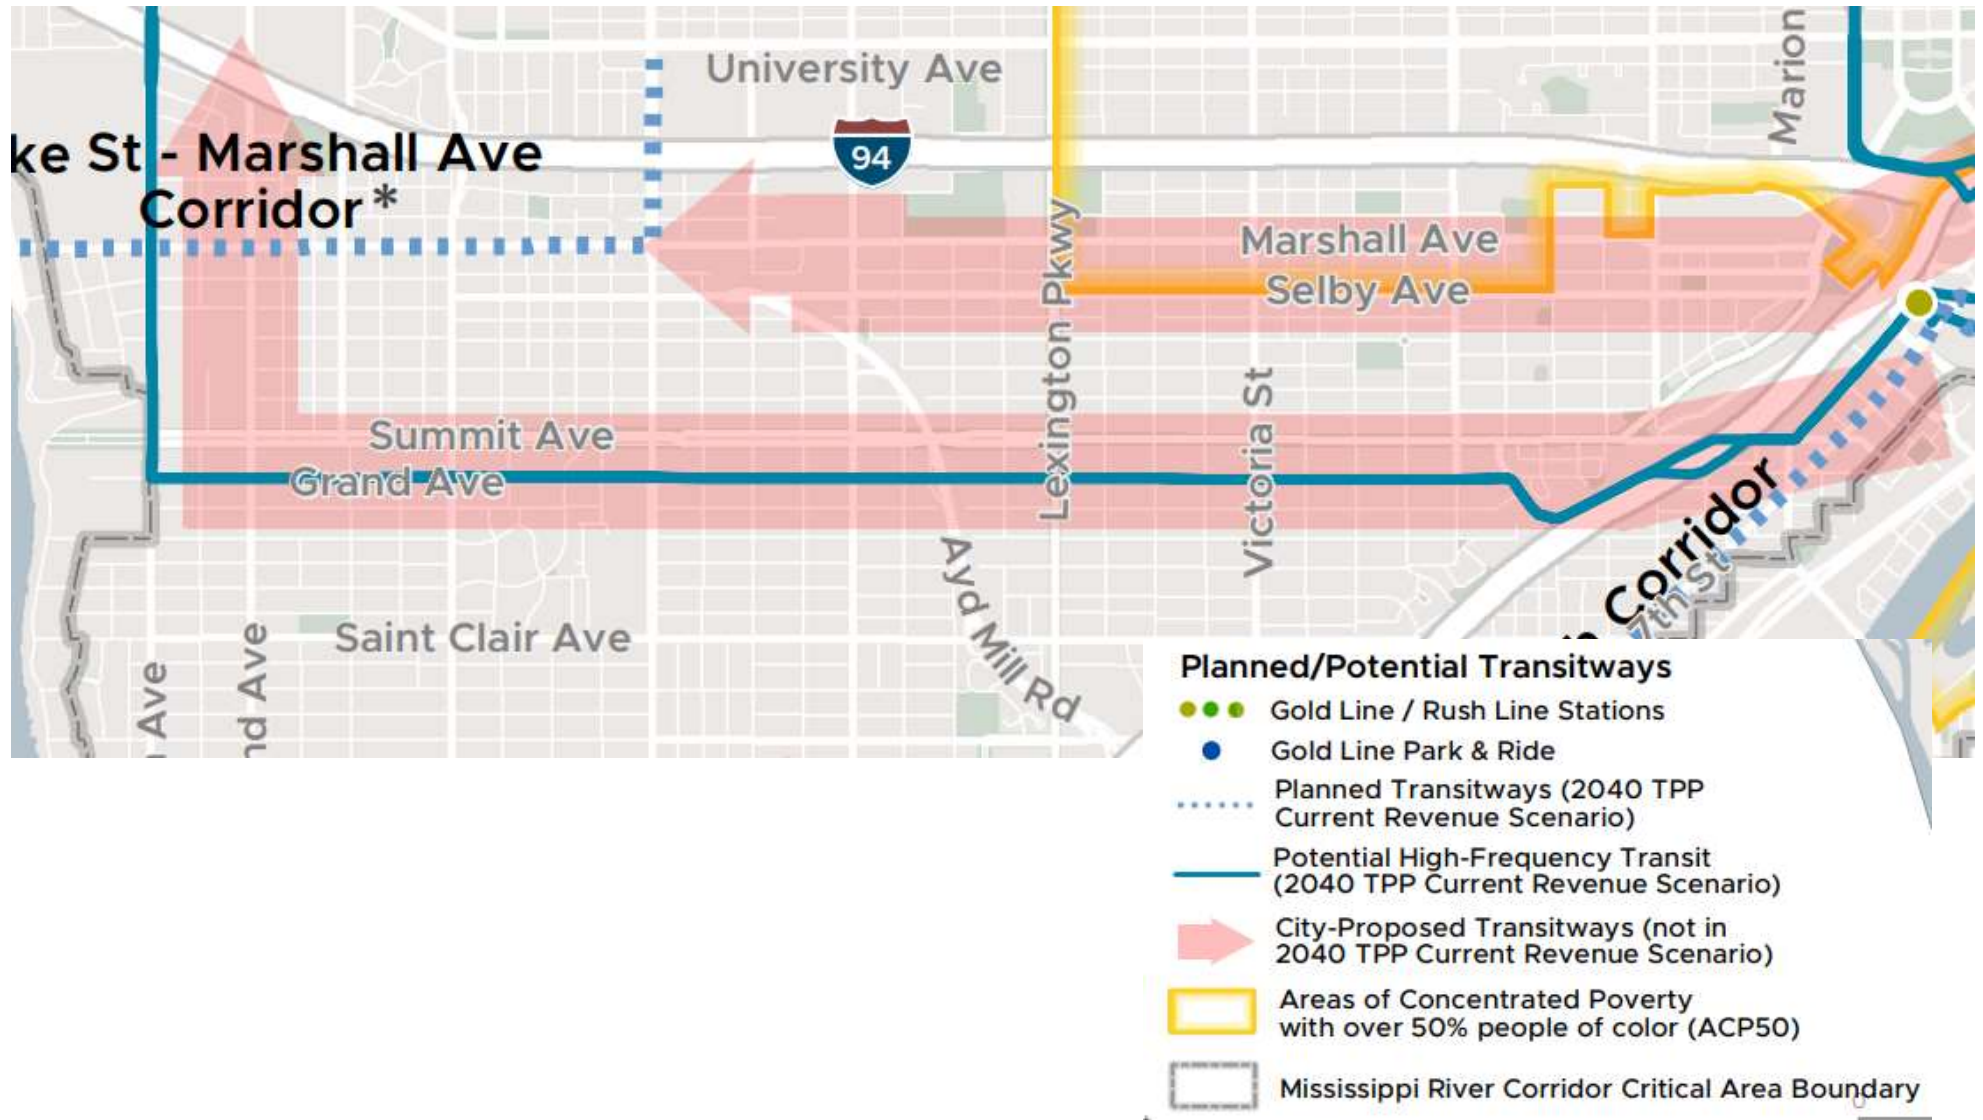 University Ave
Marion
ke St - Marshall Ave
Corridor*
94
Marshall Ave
Selby Ave
Lexington Pkwy
Victoria St
Summit Ave
Grand Ave
Ayd Mill Rd
Corridor
7th St
Saint Clair Ave
Ave
nd Ave
Planned/Potential Transitways
Gold Line / Rush Line Stations
Gold Line Park & Ride
Planned Transitways (2040 TPP
Current Revenue Scenario)
Potential High-Frequency Transit
(2040 TPP Current Revenue Scenario)
City-Proposed Transitways (not in
2040 TPP Current Revenue Scenario)
Areas of Concentrated Poverty
with over 50% people of color (ACP50)
Mississippi River Corridor Critical Area Boundary